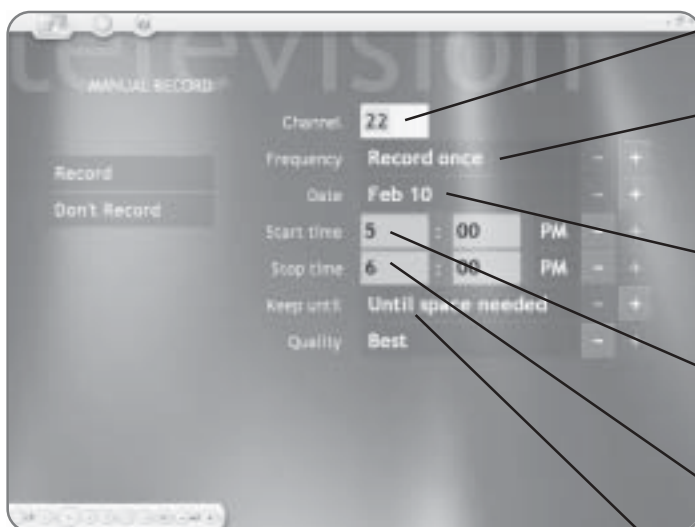 television
MANUAL RECORD
Channel 22
Frequency Record once - +
Record
Date Feb 10 - +
Don't Record
Start time 5 : 00 PM - +
Stop time 6 : 00 PM - +
Keep until Until space needed - +
Quality Best - +